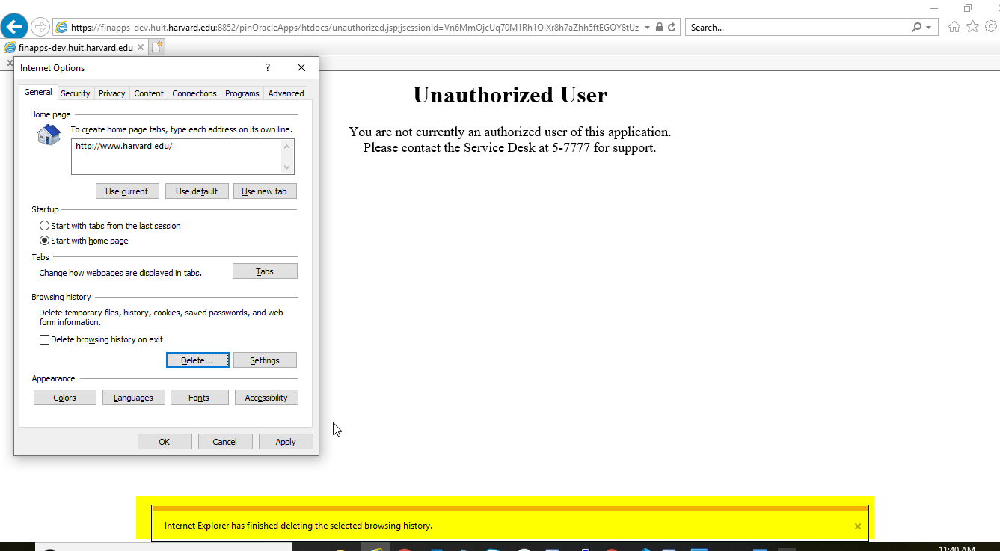 https://finapps-dev.huit.harvard.edu:8852/pinOracleApps/htdocs/unauthorized.jsp;jsessionid=Vn6MmOjcUq70M1Rh1OlXr8h7aZhh5ftEGOY8tUz
Search...
finapps-dev.huit.harvard.edu
Internet Options
?
General Security Privacy Content Connections Programs Advanced
Home page
To create home page tabs, type each address on its own line.
http://www.harvard.edu/
Use current Use default Use new tab
Startup
Start with tabs from the last session
Start with home page
Tabs
Change how webpages are displayed in tabs.
Tabs
Browsing history
Delete temporary files, history, cookies, saved passwords, and web
form information.
Delete browsing history on exit
Delete... Settings
Appearance
Colors Languages Fonts Accessibility
OK Cancel Apply
Unauthorized User
You are not currently an authorized user of this application.
Please contact the Service Desk at 5-7777 for support.
Internet Explorer has finished deleting the selected browsing history.
11:40 AM